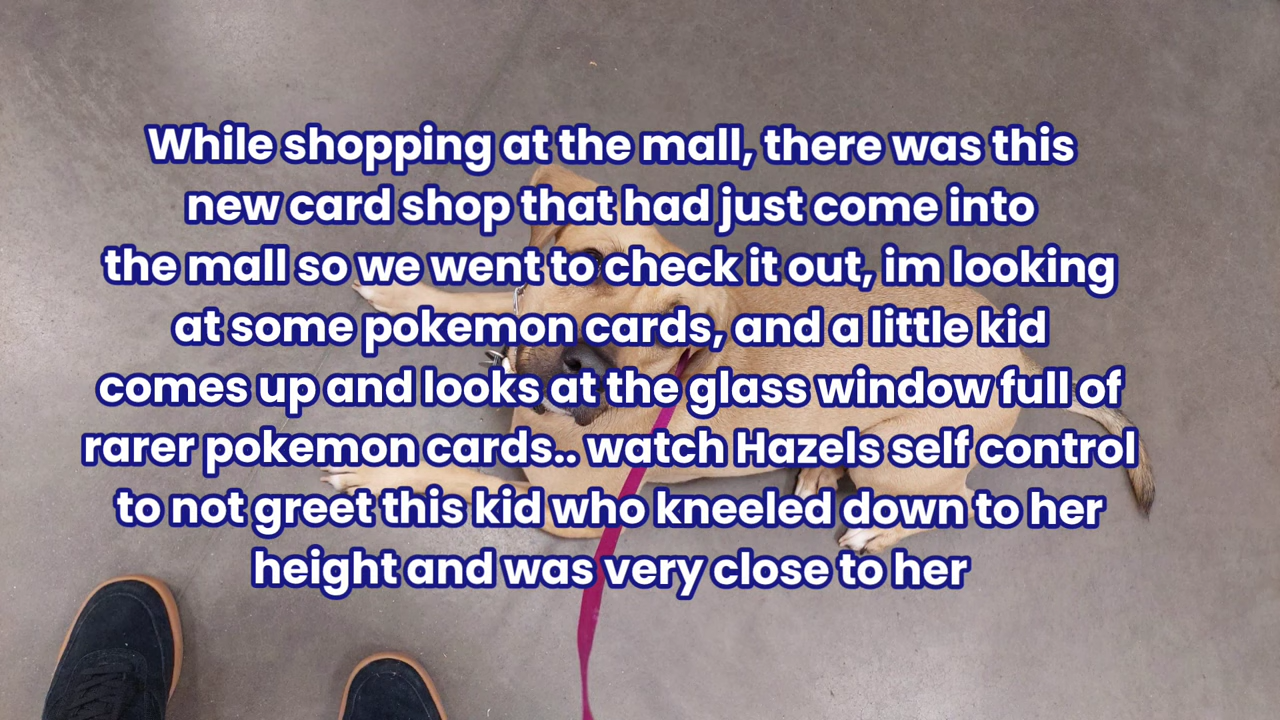 While shopping at the mall, there was this
new card shop that had just come into
the mall so we went to check it out, im looking
at some pokemon cards, and a little kid
comes up and looks at the glass window full of
rarer pokemon cards.. watch Hazels self control
to not greet this kid who kneeled down to her
height and was very close to her